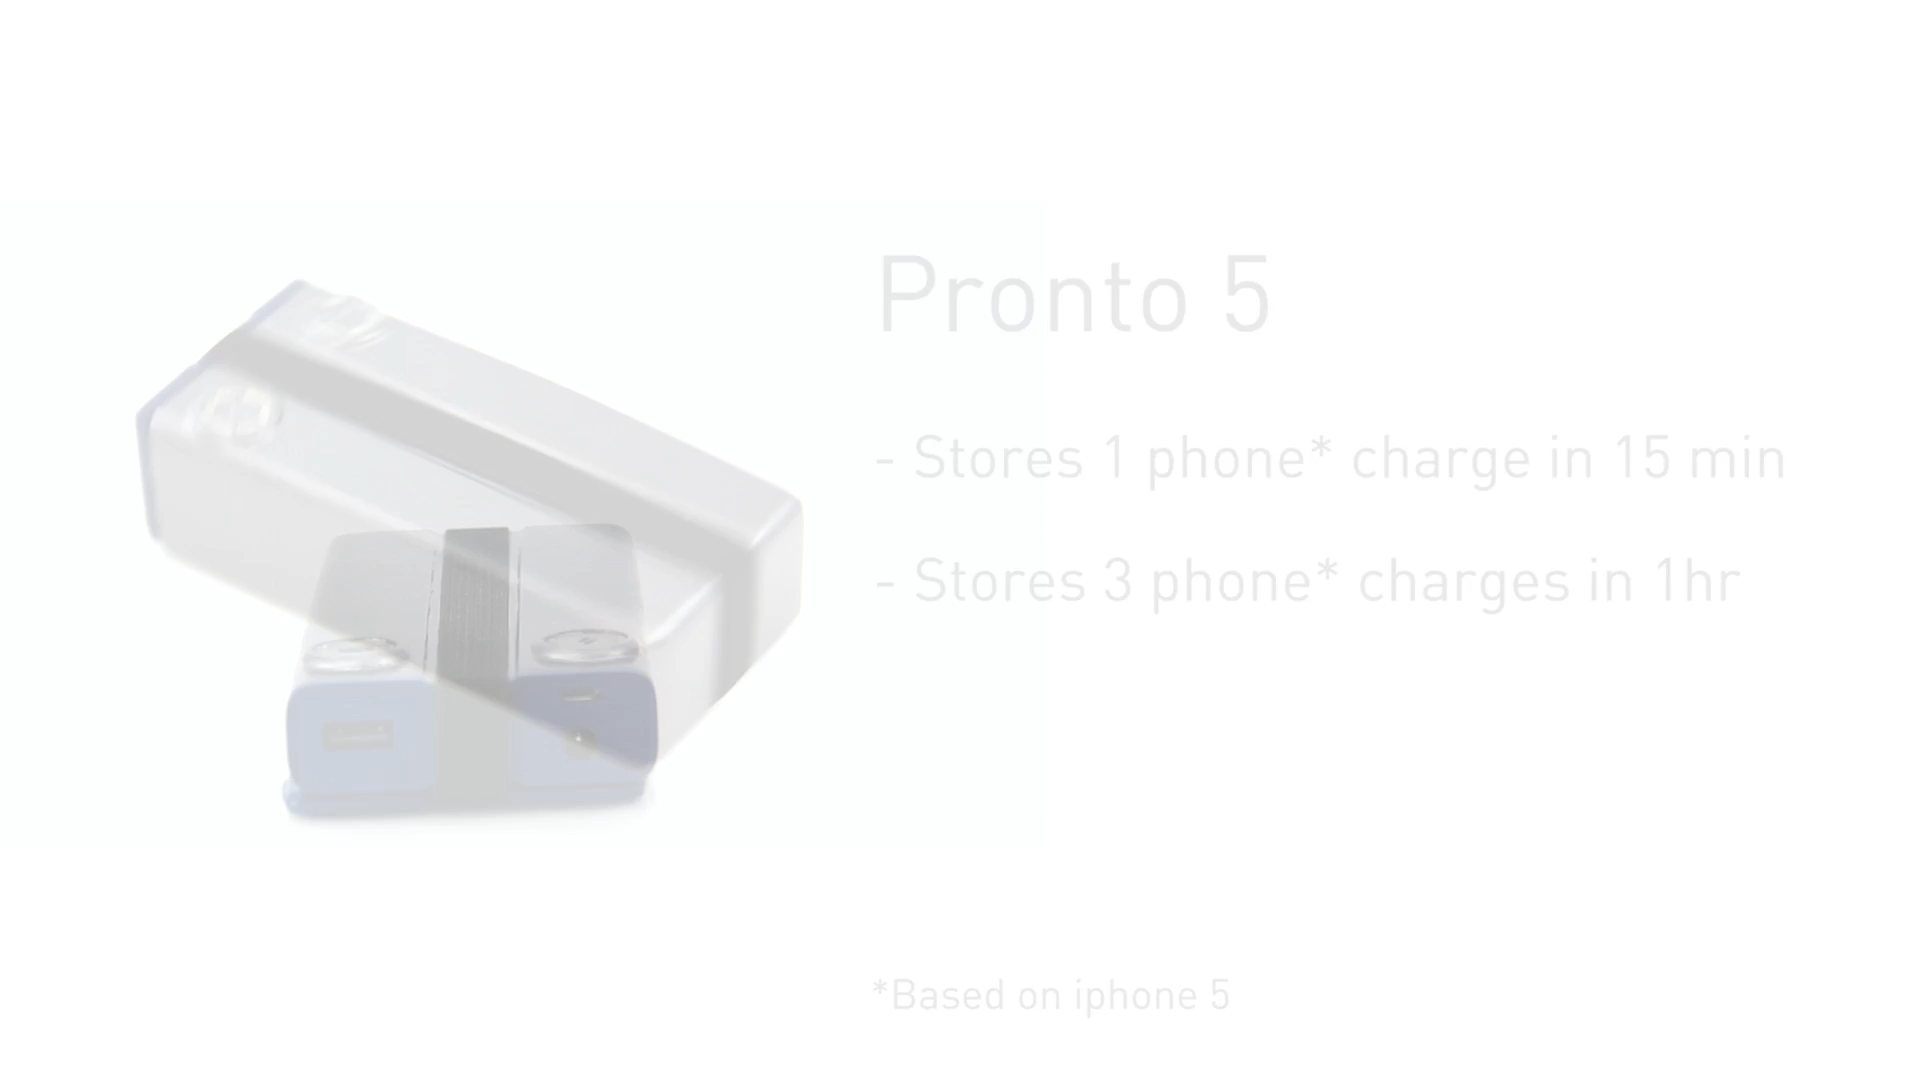 Pronto 5
- Stores 1 phone* charge in 15 min
- Stores 3 phone* charges in 1hr
*Based on iphone 5